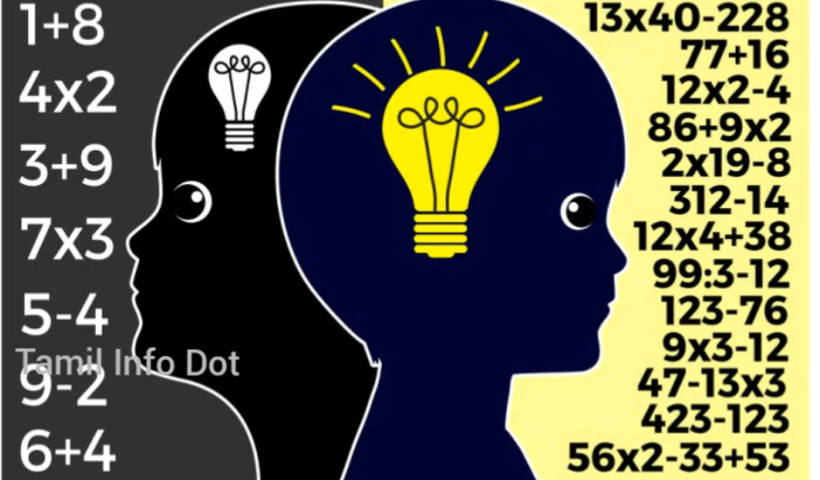 1+8
4x2
3+9
7x3
5-4
Tamil Info Dot
9-2
6+4
13x40-228
77+16
12x2-4
86+9x2
2x19-8
312-14
12x4+38
99:3-12
123-76
9x3-12
47-13x3
423-123
56x2-33+53